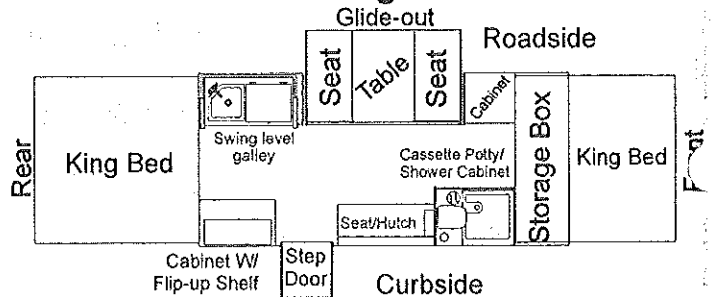 Glide-out
Roadside
Seat
Table
Seat
Cabinet
Storage Box
Rear
King Bed
Swing level
galley
Cassette Potty/
Shower Cabinet
King Bed
Seat/Hutch
Cabinet W/
Flip-up Shelf
Step
Door
Curbside